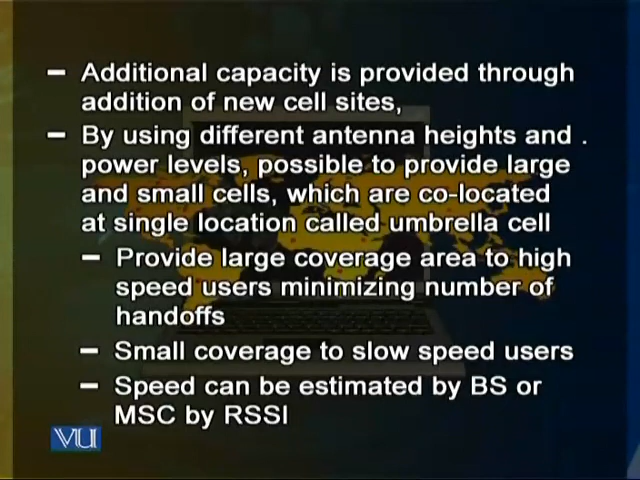 – Additional capacity is provided through
addition of new cell sites,
– By using different antenna heights and .
power levels, possible to provide large
and small cells, which are co-located
at single location called umbrella cell
– Provide large coverage area to high
speed users minimizing number of
handoffs
– Small coverage to slow speed users
– Speed can be estimated by BS or
MSC by RSSI
VU